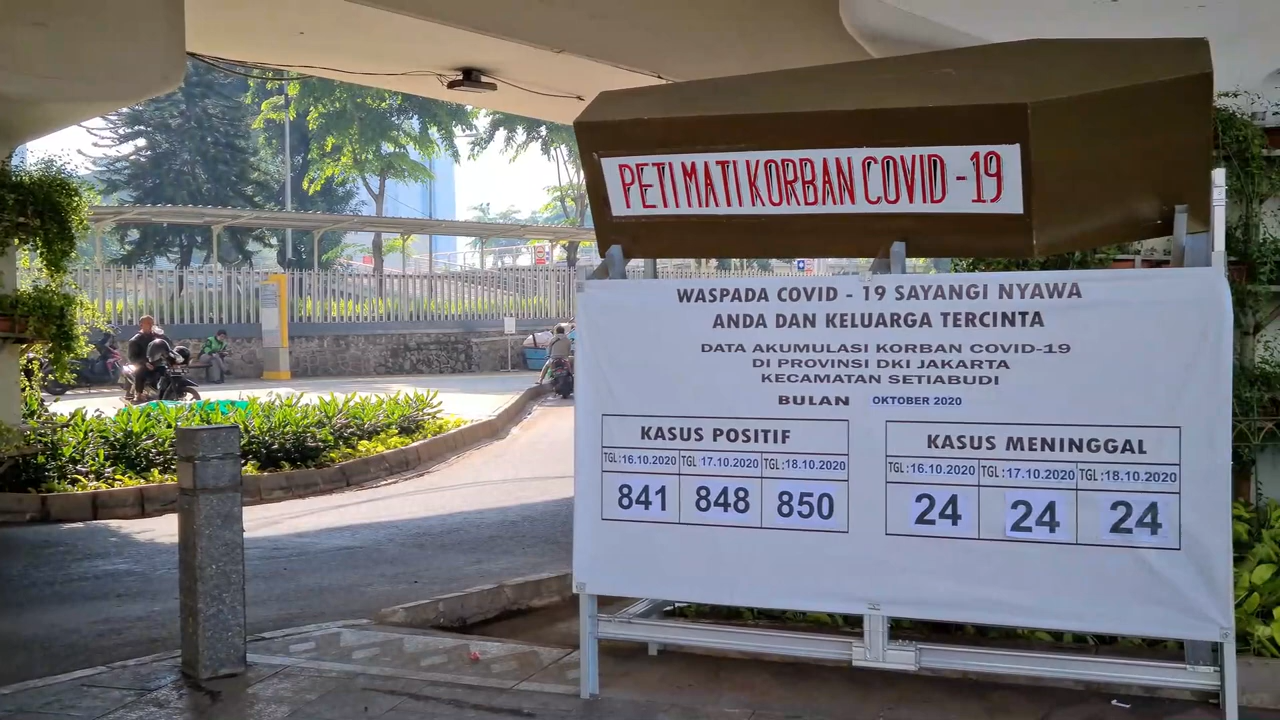 PETI MATI KORBAN COVID -19
WASPADA COVID - 19 SAYANGI NYAWA
ANDA DAN KELUARGA TERCINTA
DATA AKUMULASI KORBAN COVID-19
DI PROVINSI DKI JAKARTA
KECAMATAN SETIABUDI
BULAN OKTOBER 2020
KASUS POSITIF
TGL :16.10.2020 TGL :17.10.2020 TGL :18.10.2020
841 848 850
KASUS MENINGGAL
TGL :16.10.2020 TGL :17.10.2020 TGL :18.10.2020
24 24 24